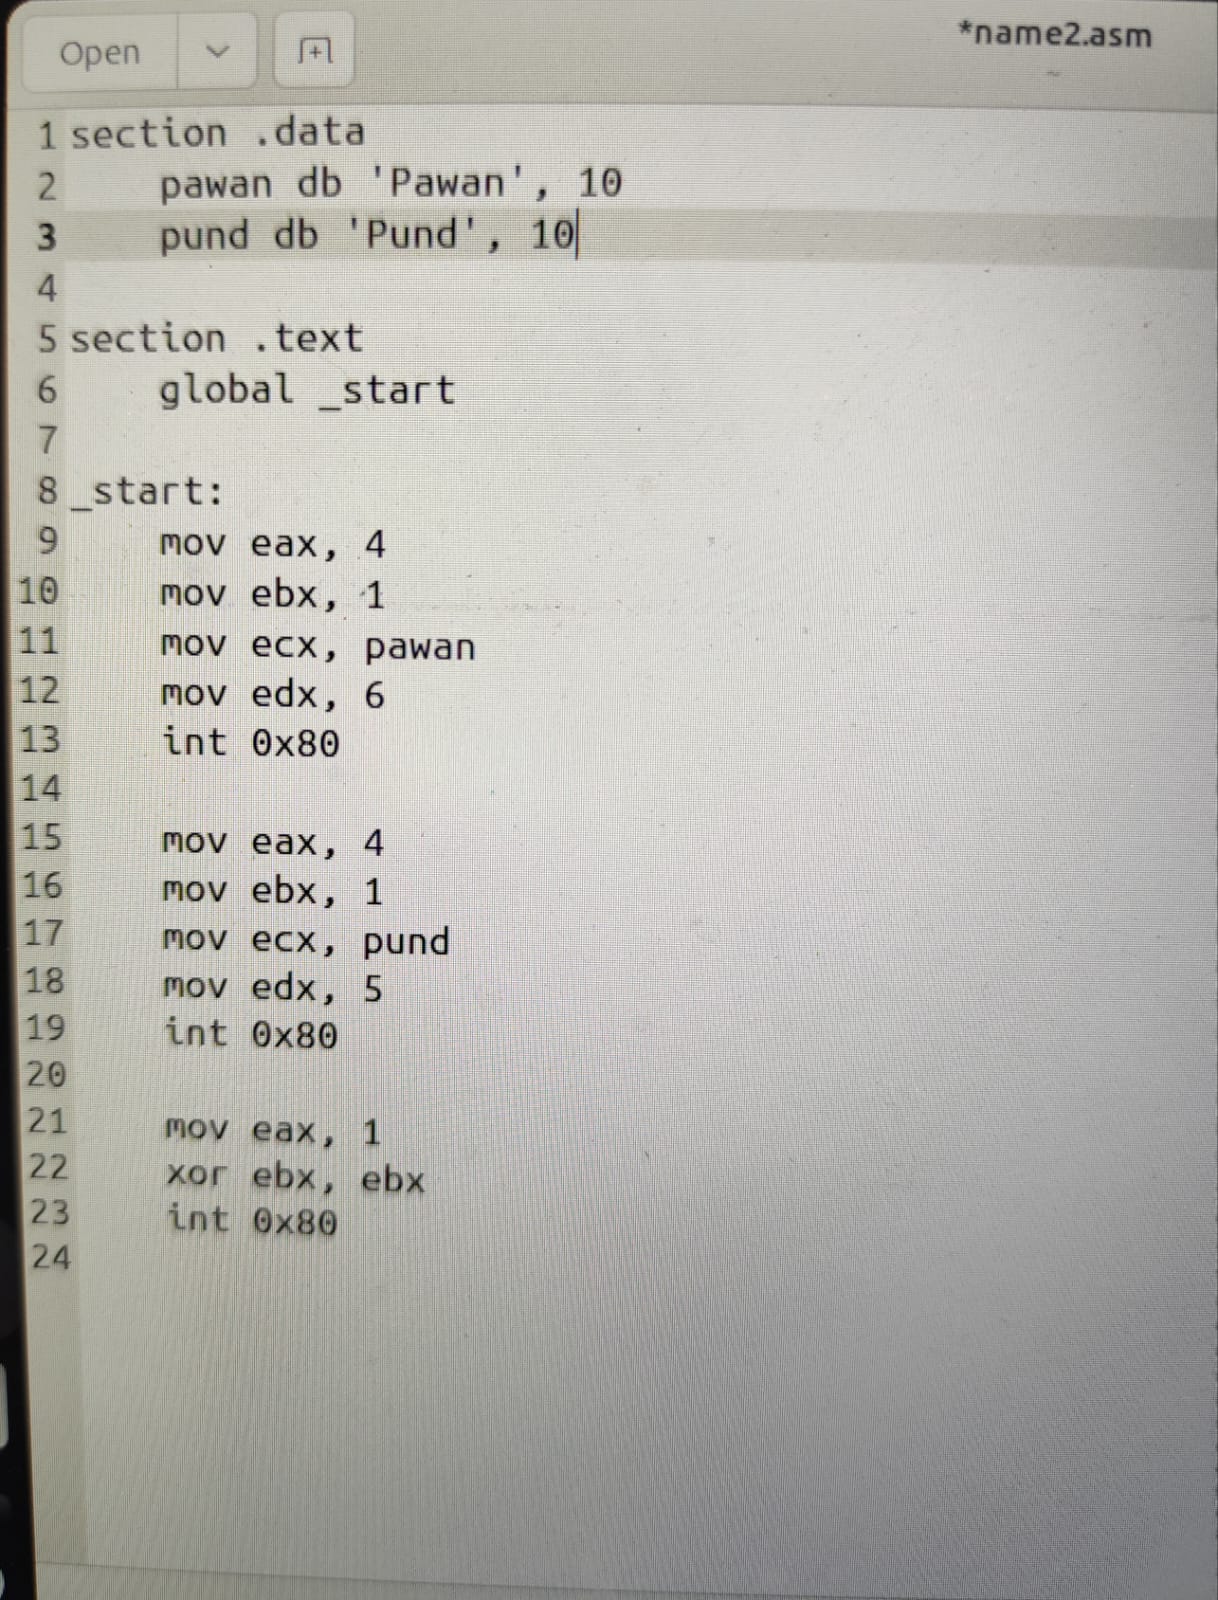 Open
*name2.asm
~
1 section .data
2     pawan db 'Pawan', 10
3     pund db 'Pund', 10
4
5 section .text
6     global _start
7
8 _start:
9     mov eax, 4
10     mov ebx, 1
11     mov ecx, pawan
12     mov edx, 6
13     int 0x80
14
15     mov eax, 4
16     mov ebx, 1
17     mov ecx, pund
18     mov edx, 5
19     int 0x80
20
21     mov eax, 1
22     xor ebx, ebx
23     int 0x80
24